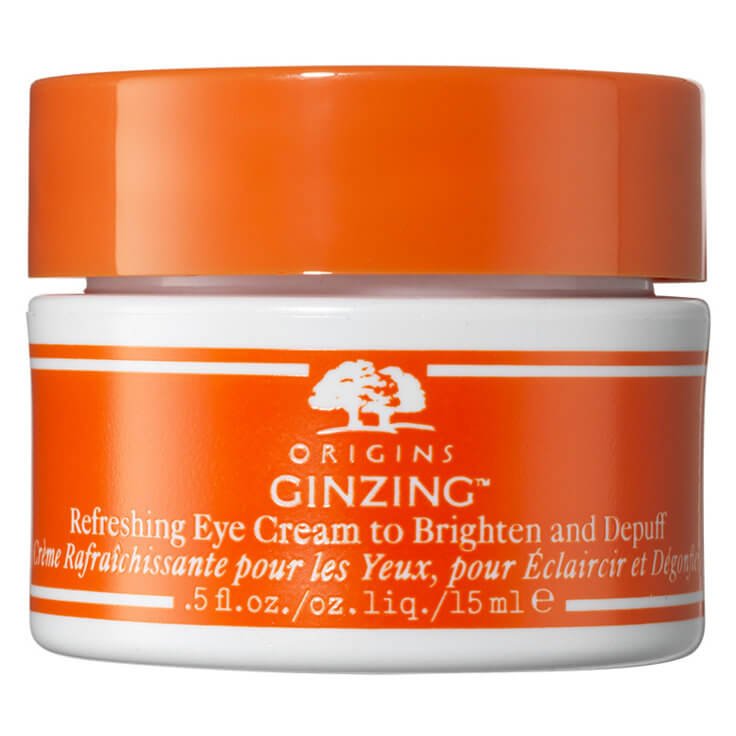 ORIGINS
GINZING™
Refreshing Eye Cream to Brighten and Depuff
Crème Rafraîchissante pour les Yeux, pour Éclaircir et
.5 fl.oz./oz.liq./15 ml ℮